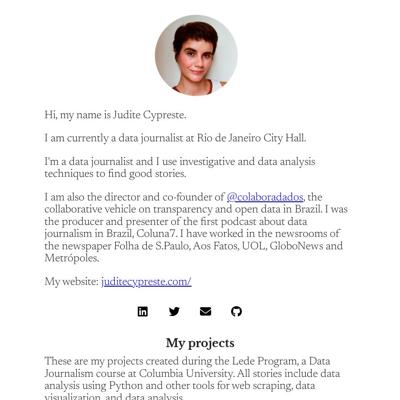 Hi, my name is Judite Cypreste.
I am currently a data journalist at Rio de Janeiro City Hall.
I'm a data journalist and I use investigative and data analysis
techniques to find good stories.
I am also the director and co-founder of @colaboradados, the
collaborative vehicle on transparency and open data in Brazil. I was
the producer and presenter of the first podcast about data
journalism in Brazil, Coluna7. I have worked in the newsrooms of
the newspaper Folha de S.Paulo, Aos Fatos, UOL, GloboNews and
Metrópoles.
My website: juditecypreste.com/
My projects
These are my projects created during the Lede Program, a Data
Journalism course at Columbia University. All stories include data
analysis using Python and other tools for web scraping, data
visualization, and data analysis.